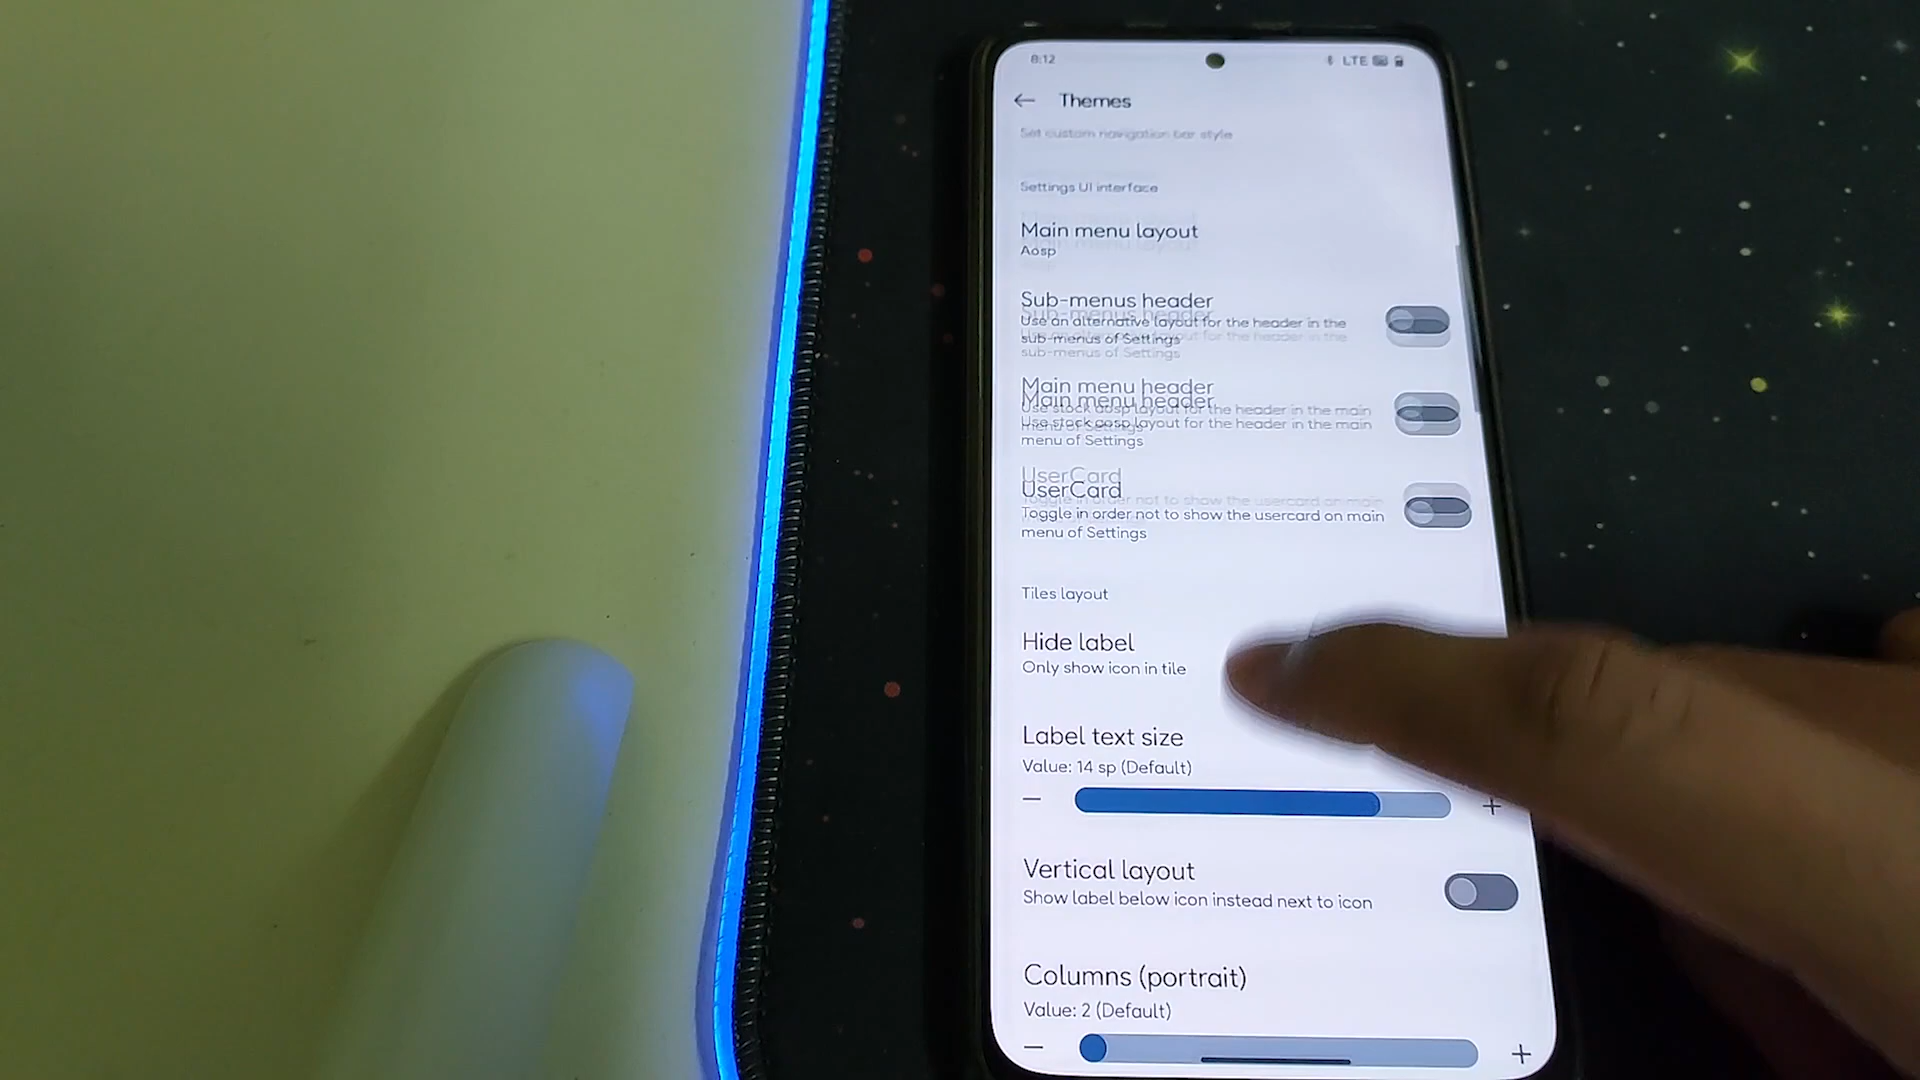 8:12
LTE
Themes
Set custom navigation bar style
Settings UI interface
Main menu layout
Aosp
Sub-menus header
Use an alternative layout for the header in the
sub-menus of Settings
Main menu header
Use stock aosp layout for the header in the main
menu of Settings
UserCard
Toggle in order not to show the usercard on main
menu of Settings
Tiles layout
Hide label
Only show icon in tile
Label text size
Value: 14 sp (Default)
Vertical layout
Show label below icon instead next to icon
Columns (portrait)
Value: 2 (Default)